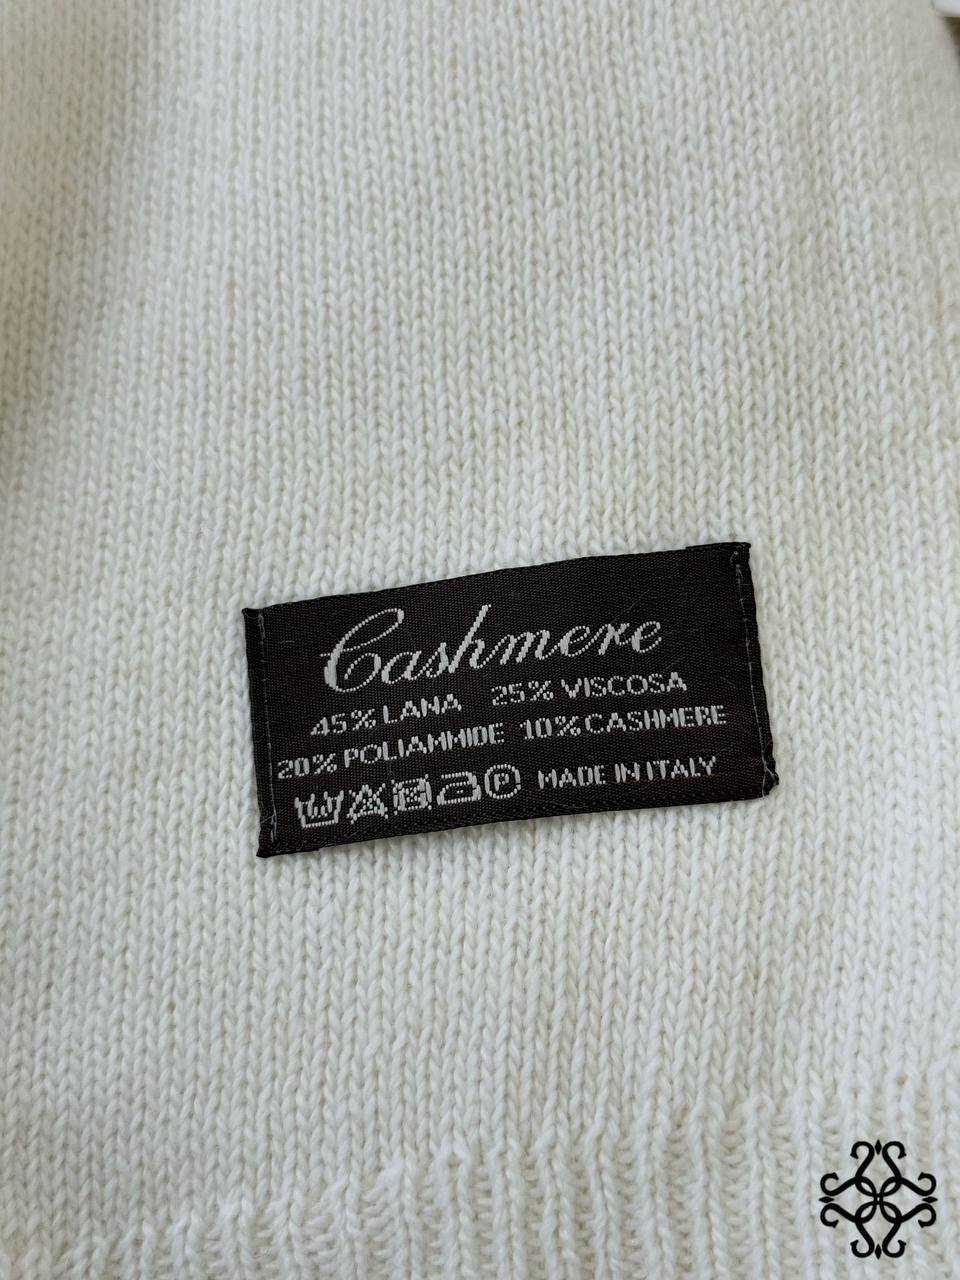 Cashmere
45% LANA 25% VISCOSA
20% POLIAMMIDE 10% CASHMERE
P MADE IN ITALY